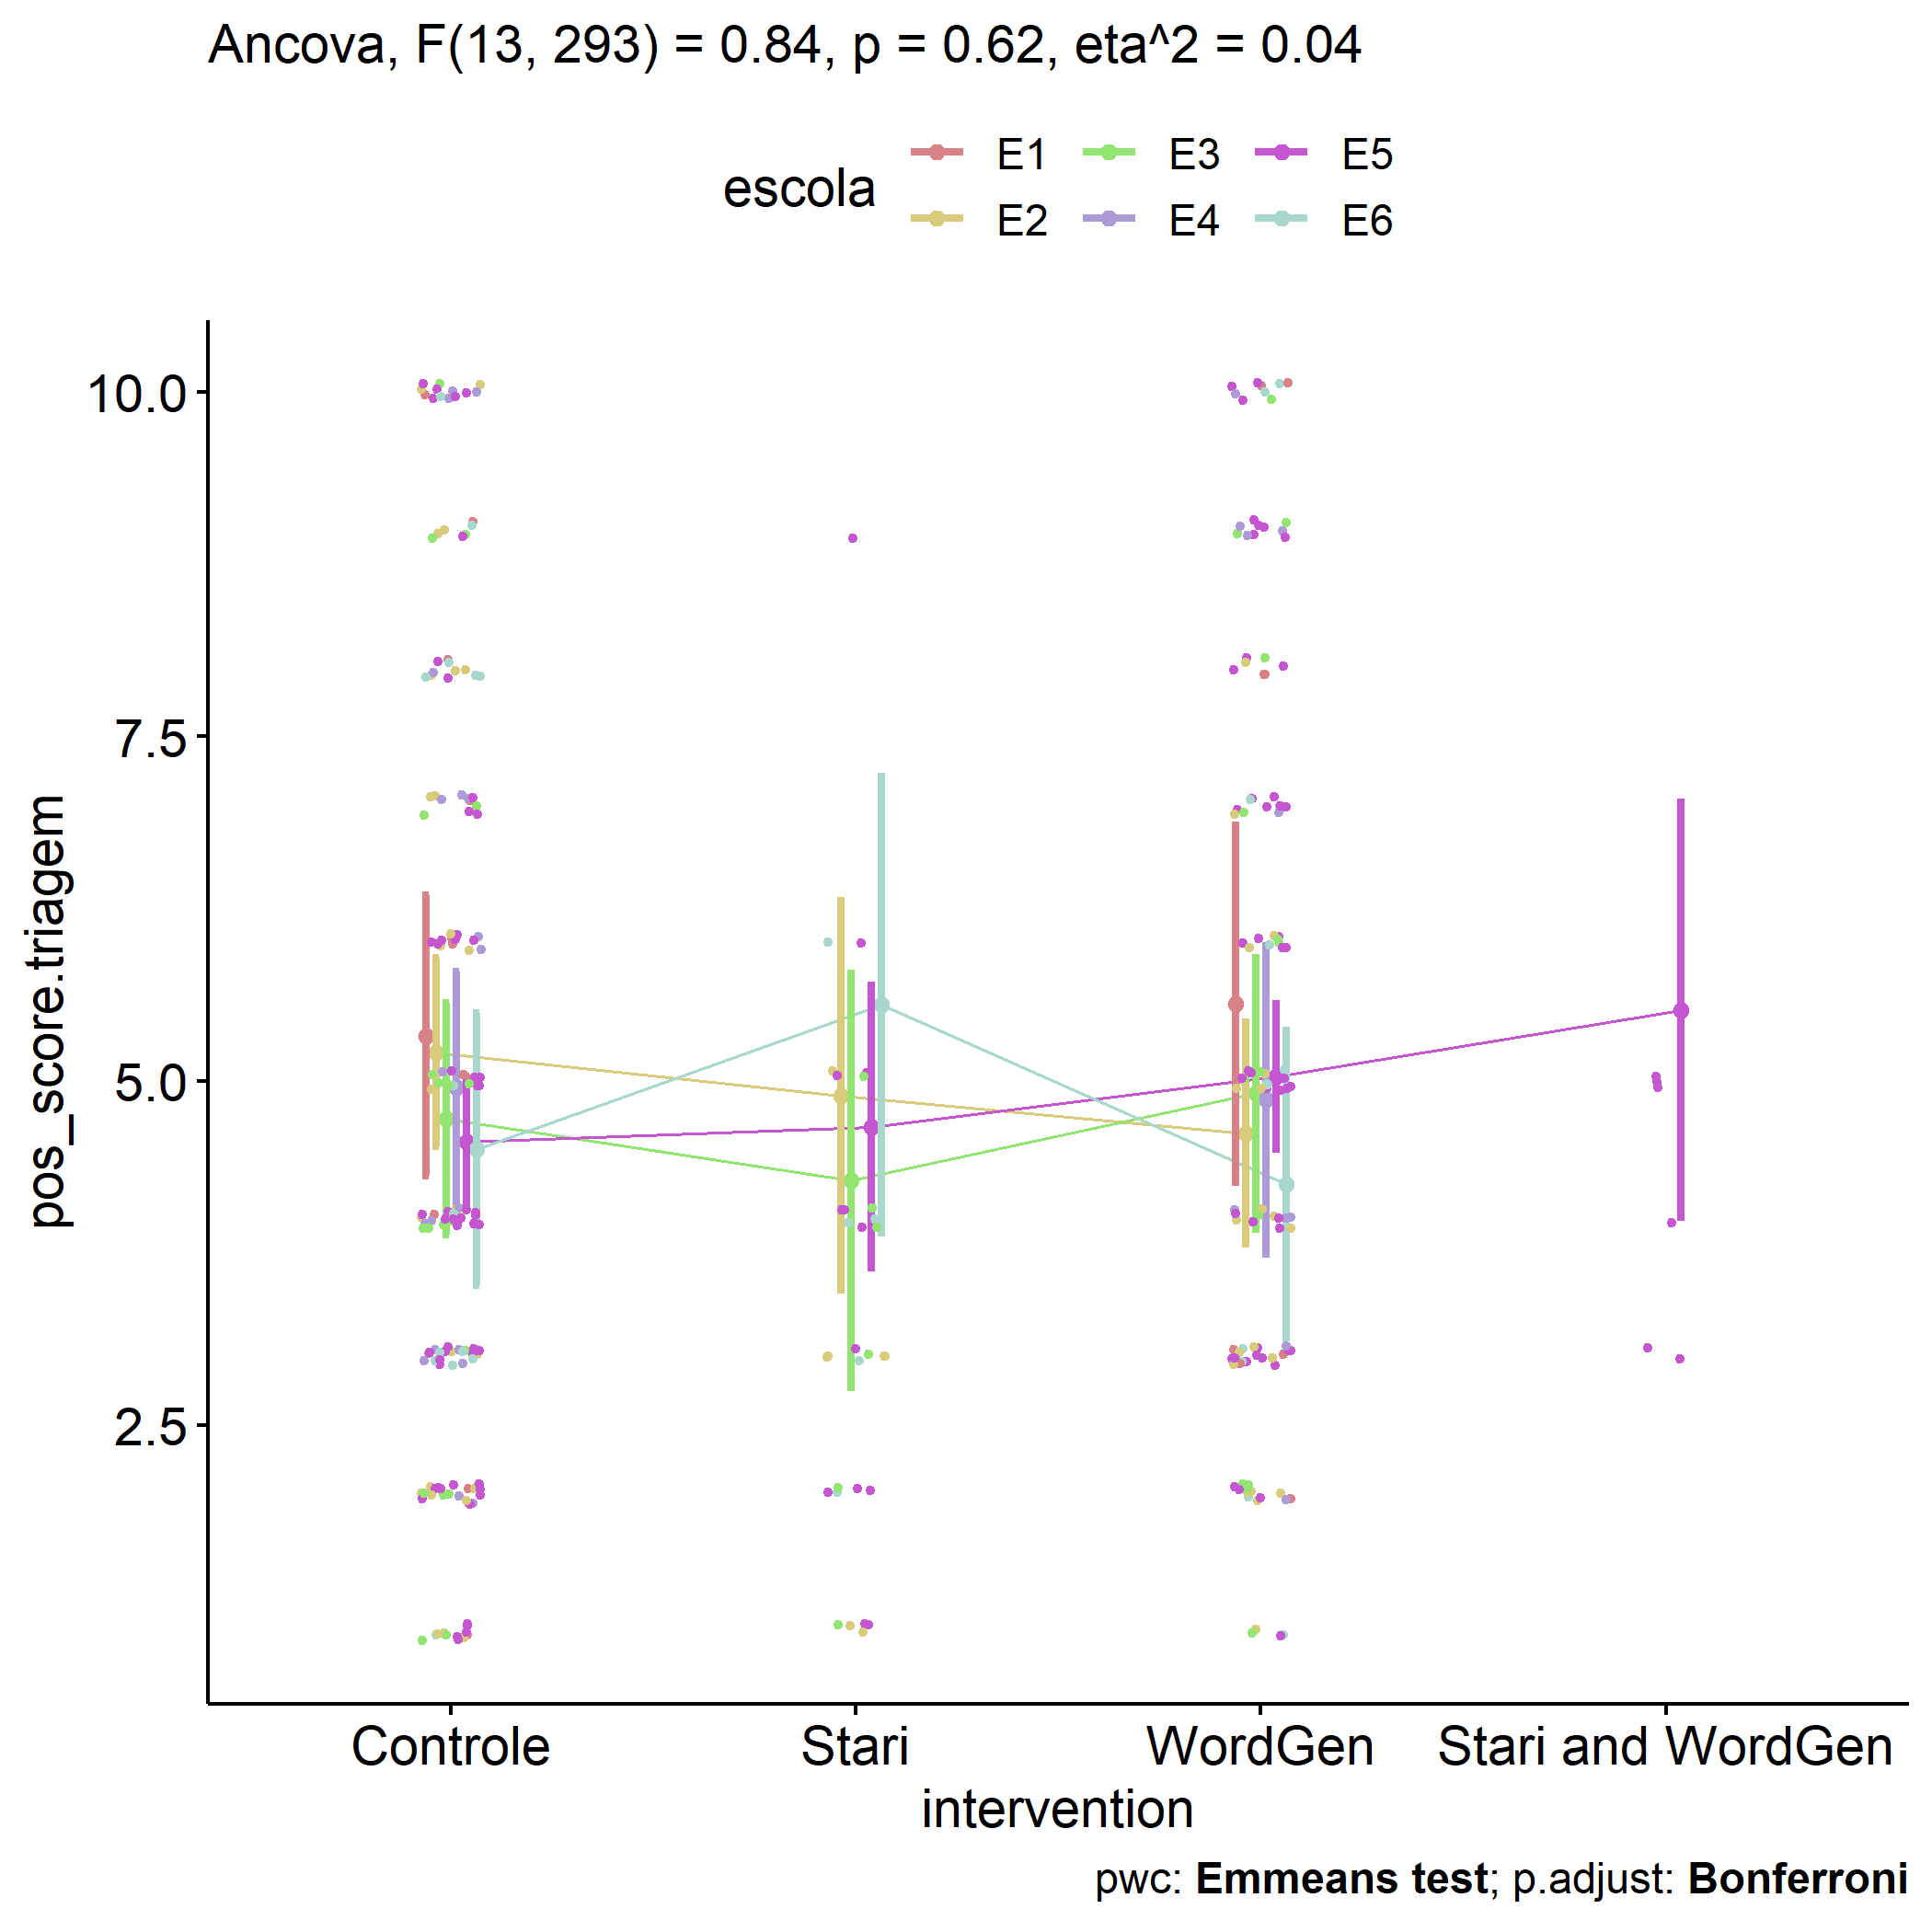 Ancova, F(13, 293) = 0.84, p = 0.62, eta^2 = 0.04
escola
E1 E3 E5
E2 E4 E6
pos_score.triagem
10.0
7.5
5.0
2.5
Controle Stari WordGen Stari and WordGen
intervention
pwc: Emmeans test; p.adjust: Bonferroni